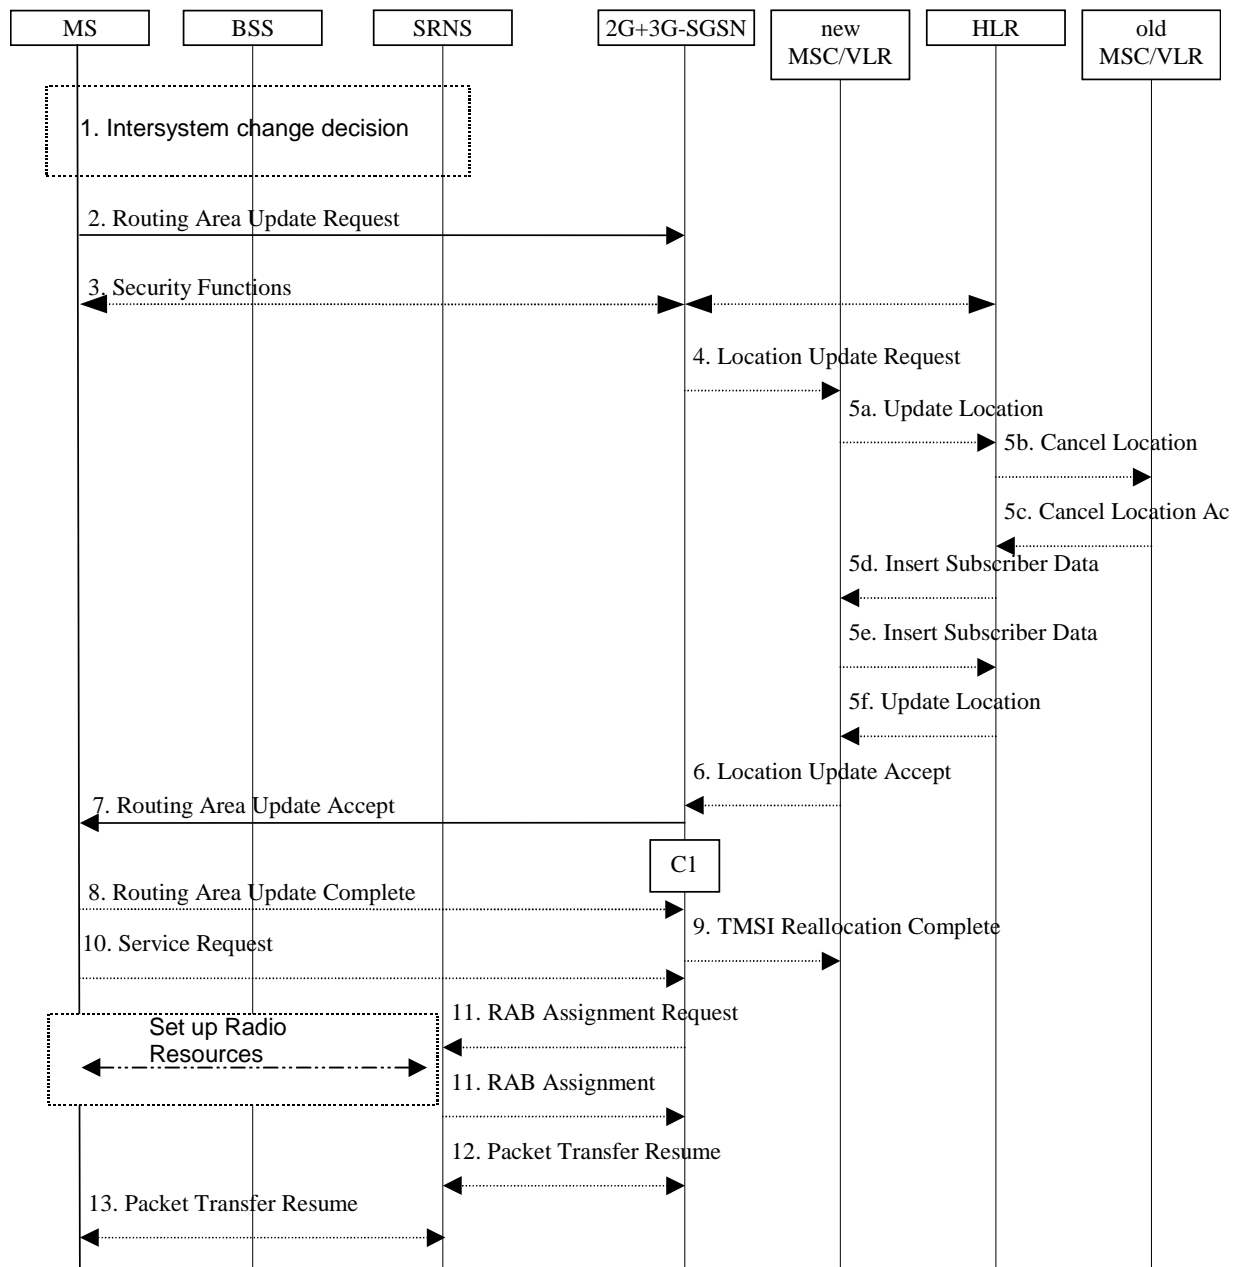 MS
BSS
SRNS
2G+3G-SGSN
new
MSC/VLR
HLR
old
MSC/VLR
1. Intersystem change decision
2. Routing Area Update Request
3. Security Functions
4. Location Update Request
5a. Update Location
5b. Cancel Location
5c. Cancel Location Ac
5d. Insert Subscriber Data
5e. Insert Subscriber Data
5f. Update Location
6. Location Update Accept
7. Routing Area Update Accept
C1
8. Routing Area Update Complete
9. TMSI Reallocation Complete
10. Service Request
11. RAB Assignment Request
Set up Radio
Resources
11. RAB Assignment
12. Packet Transfer Resume
13. Packet Transfer Resume